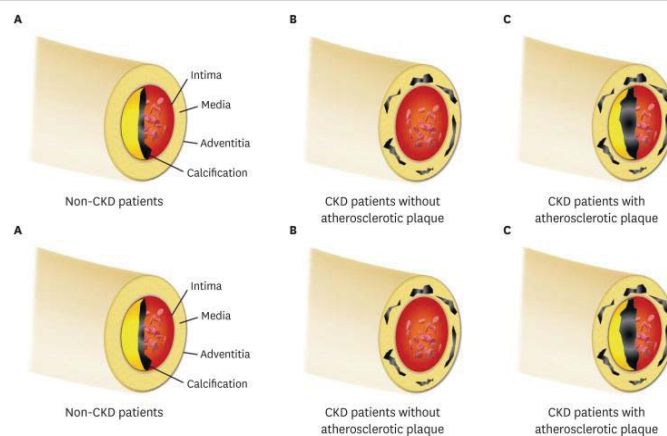 A
B
C
Intima
Media
Adventitia
Calcification
Non-CKD patients
CKD patients without
atherosclerotic plaque
CKD patients with
atherosclerotic plaque
A
B
C
Intima
Media
Adventitia
Calcification
Non-CKD patients
CKD patients without
atherosclerotic plaque
CKD patients with
atherosclerotic plaque